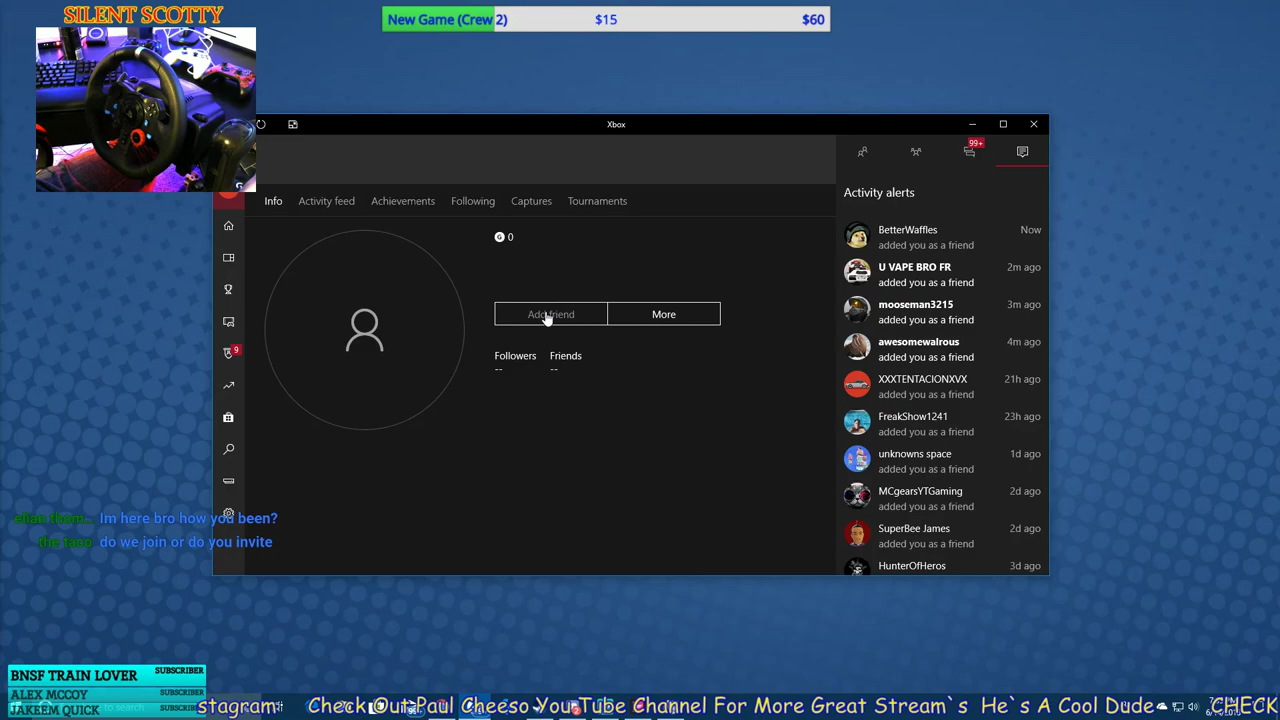 SILENT SCOTTY
New Game (Crew 2) $15 $60
Xbox
99+
Info Activity feed Achievements Following Captures Tournaments
G 0
Add friend More
Followers Friends
-- --
9
Activity alerts
BetterWaffles Now
added you as a friend
U VAPE BRO FR 2m ago
added you as a friend
mooseman3215 3m ago
added you as a friend
awesomewalrous 4m ago
added you as a friend
XXXTENTACIONXVX 21h ago
added you as a friend
FreakShow1241 23h ago
added you as a friend
unknowns space 1d ago
added you as a friend
MCgearsYTGaming 2d ago
added you as a friend
SuperBee James 2d ago
added you as a friend
HunterOfHeros 3d ago
Im here bro how you been?
the taco do we join or do you invite
BNSF TRAIN LOVER SUBSCRIBER
ALEX MCCOY SUBSCRIBER
JAKEEM QUICK
stagram Check Out Paul Cheeso YouTube Channel For More Great Stream`s He`s A Cool Dude CHECK